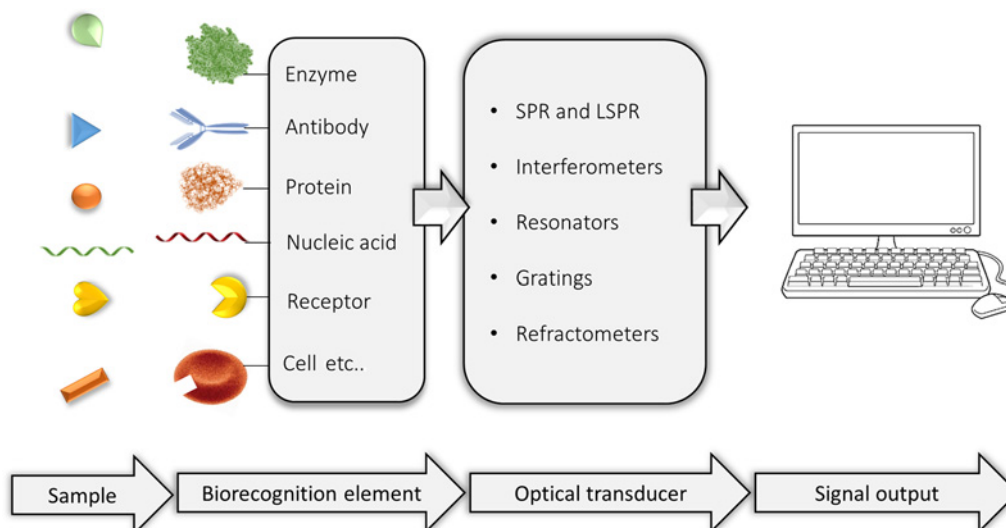 Enzyme
Antibody
Protein
Nucleic acid
Receptor
Cell etc..
• SPR and LSPR
• Interferometers
• Resonators
• Gratings
• Refractometers
Sample
Biorecognition element
Optical transducer
Signal output